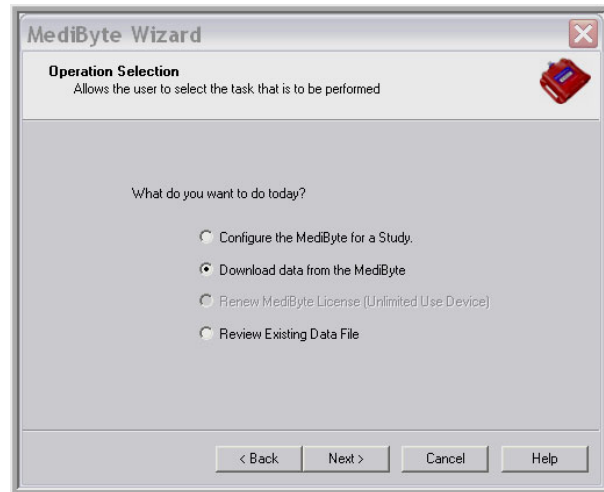 MediByte Wizard
Operation Selection
Allows the user to select the task that is to be performed
What do you want to do today?
Configure the MediByte for a Study.
Download data from the MediByte
Renew MediByte License (Unlimited Use Device)
Review Existing Data File
< Back Next > Cancel Help